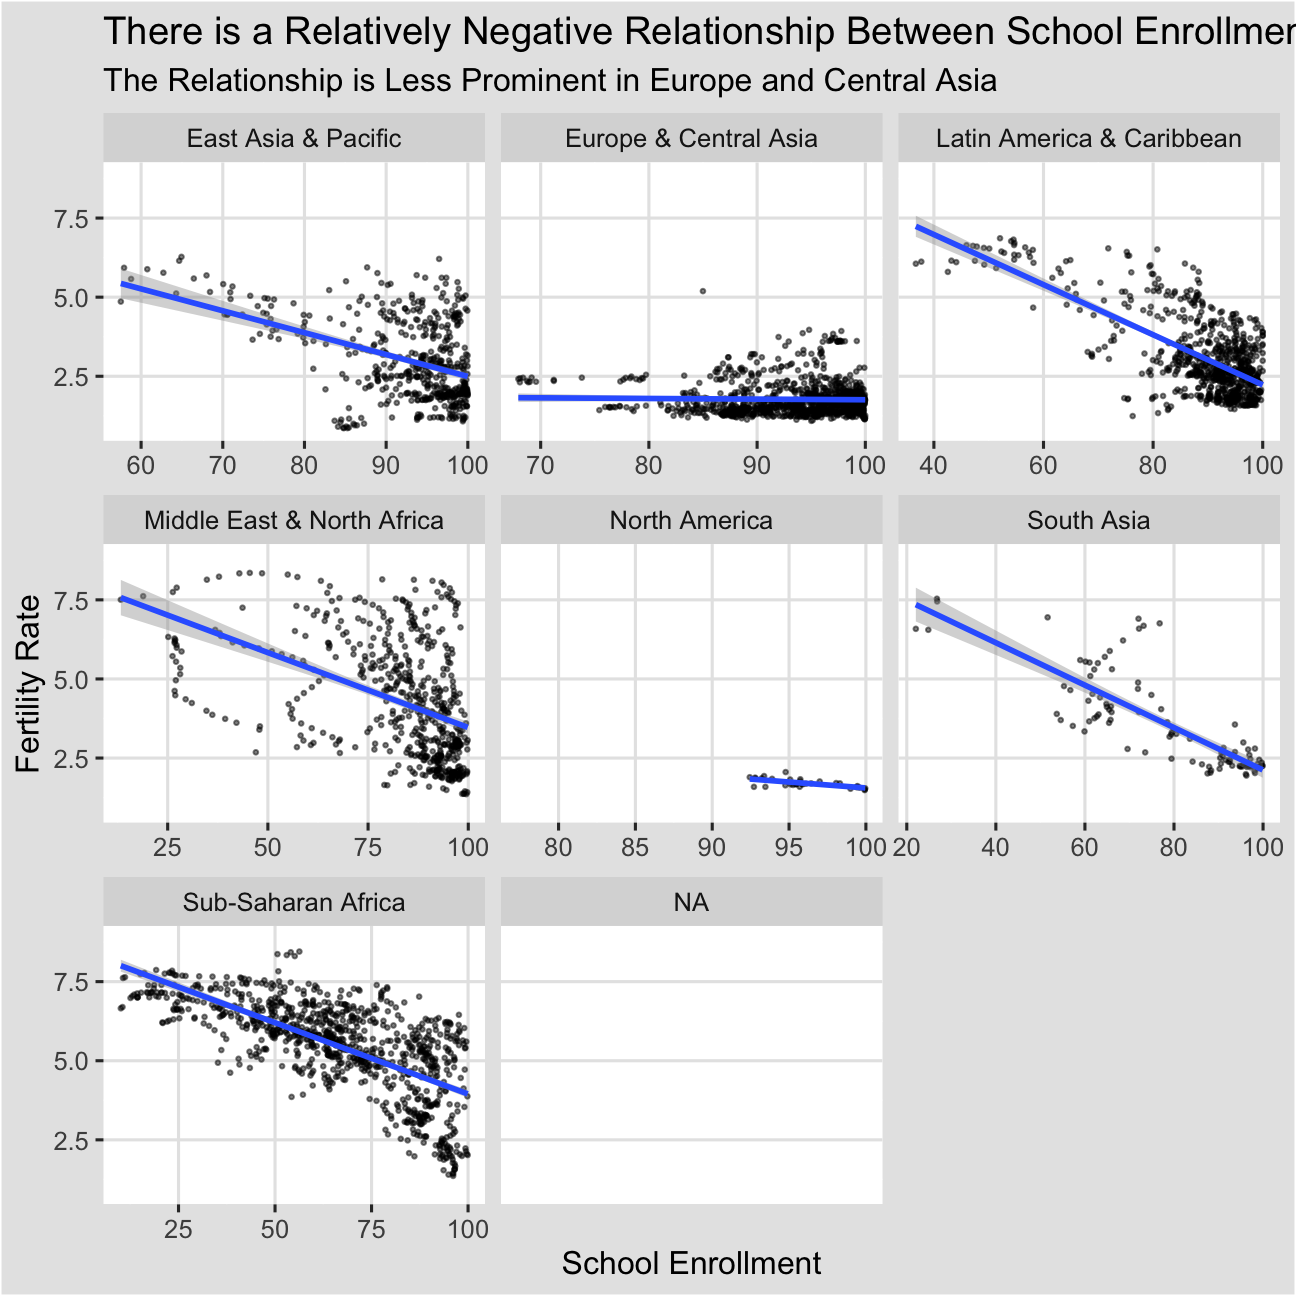 There is a Relatively Negative Relationship Between School
The Relationship is Less Prominent in Europe and Central Asia
East Asia & Pacific
Europe & Central Asia
Latin America & Caribbean
7.5
5.0
2.5
60 70 80 90 100
70 80 90 100
40 60 80 100
Middle East & North Africa
North America
South Asia
Fertility Rate
7.5
5.0
2.5
25 50 75 100
80 85 90 95 100
20 40 60 80 100
Sub-Saharan Africa
NA
7.5
5.0
2.5
25 50 75 100
School Enrollment